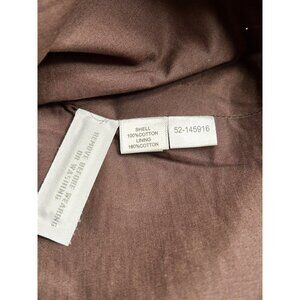 SHELL
100%COTTON
LINING
100%COTTON
52-145916
REMOVE BEFORE WEARING
OR WASHING